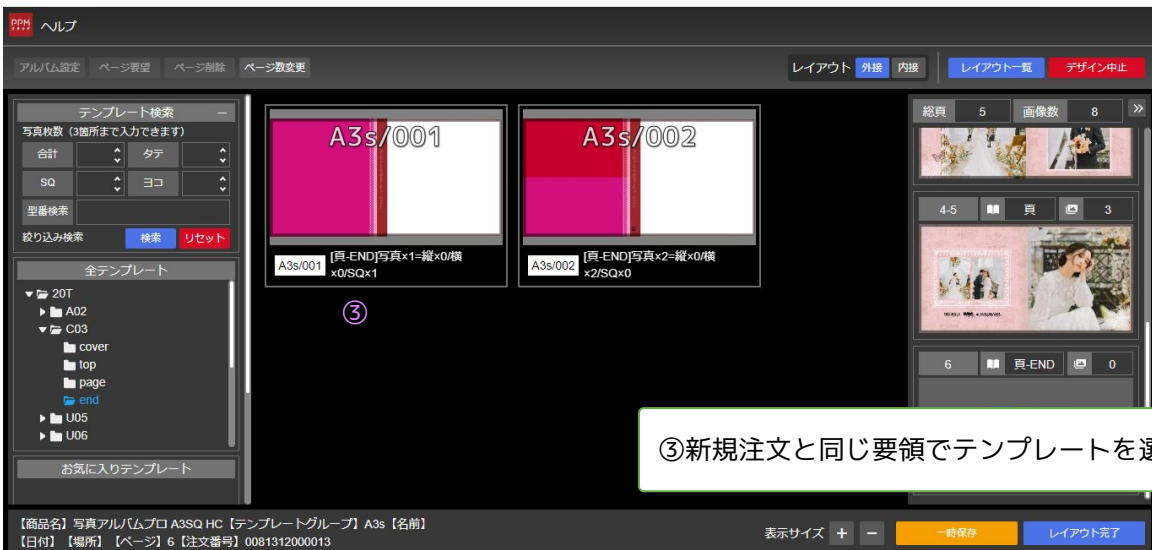 PPM ヘルプ
アルバム設定 ページ要望 ページ削除 ページ数変更
レイアウト 外接 内接 レイアウト一覧 デザイン中止
テンプレート検索 －
写真枚数（3箇所まで入力できます）
合計 タテ
SQ ヨコ
型番検索
絞り込み検索 検索 リセット
全テンプレート
20T
A02
C03
cover
top
page
end
U05
U06
お気に入りテンプレート
A3s/001
A3s/001 [頁-END]写真×1=縦×0/横
×0/SQ×1
③
A3s/002
A3s/002 [頁-END]写真×2=縦×0/横
×2/SQ×0
総頁 5 画像数 8 »
4-5 頁 3
6 頁-END 0
③新規注文と同じ要領でテンプレートを選
【商品名】写真アルバムプロ A3SQ HC【テンプレートグループ】A3s【名前】
【日付】【場所】【ページ】6【注文番号】0081312000013
表示サイズ + － 一時保存 レイアウト完了